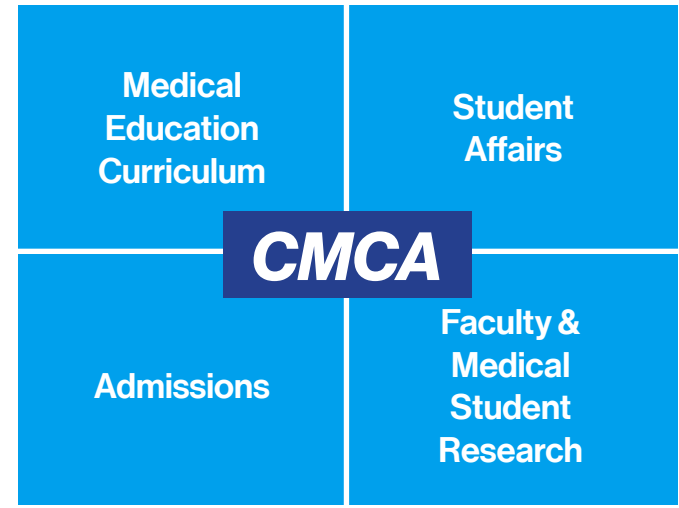 Medical
Education
Curriculum
Student
Affairs
CMCA
Admissions
Faculty &
Medical
Student
Research